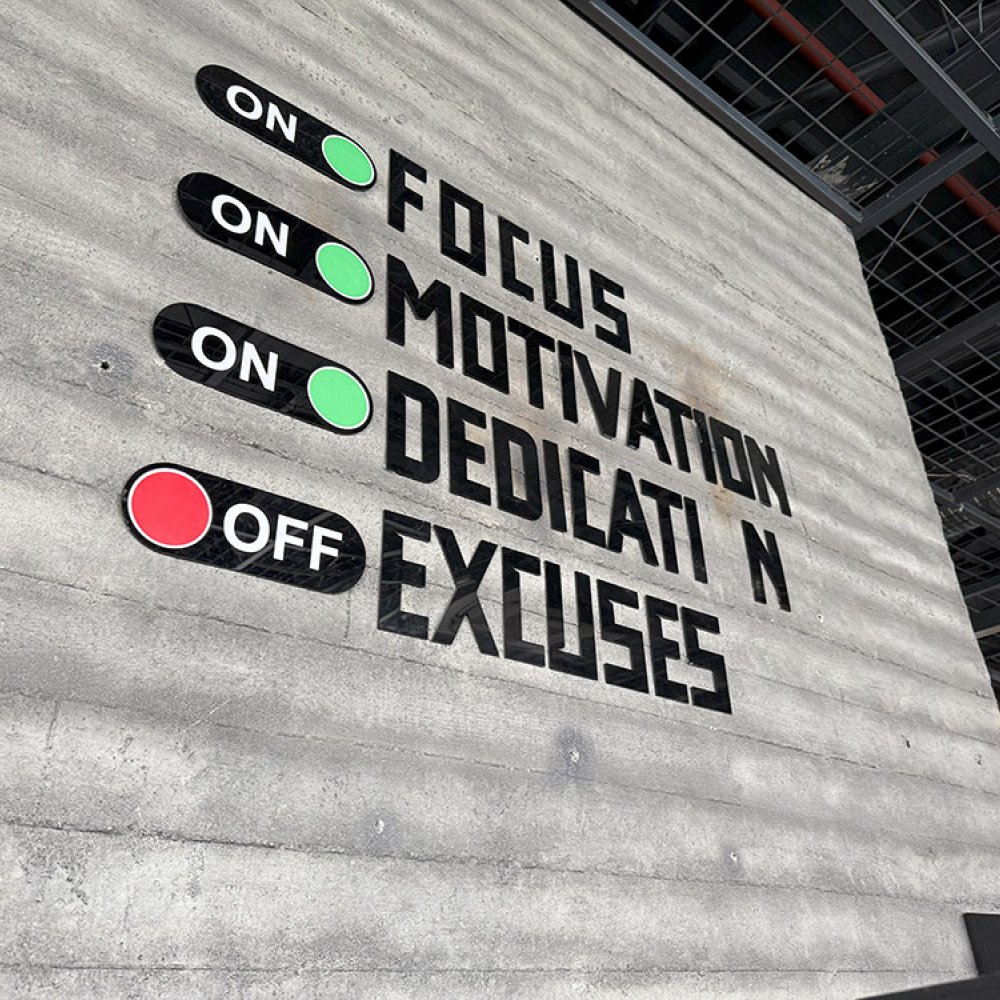 ON FOCUS
ON MOTIVATION
ON DEDICATI N
OFF EXCUSES